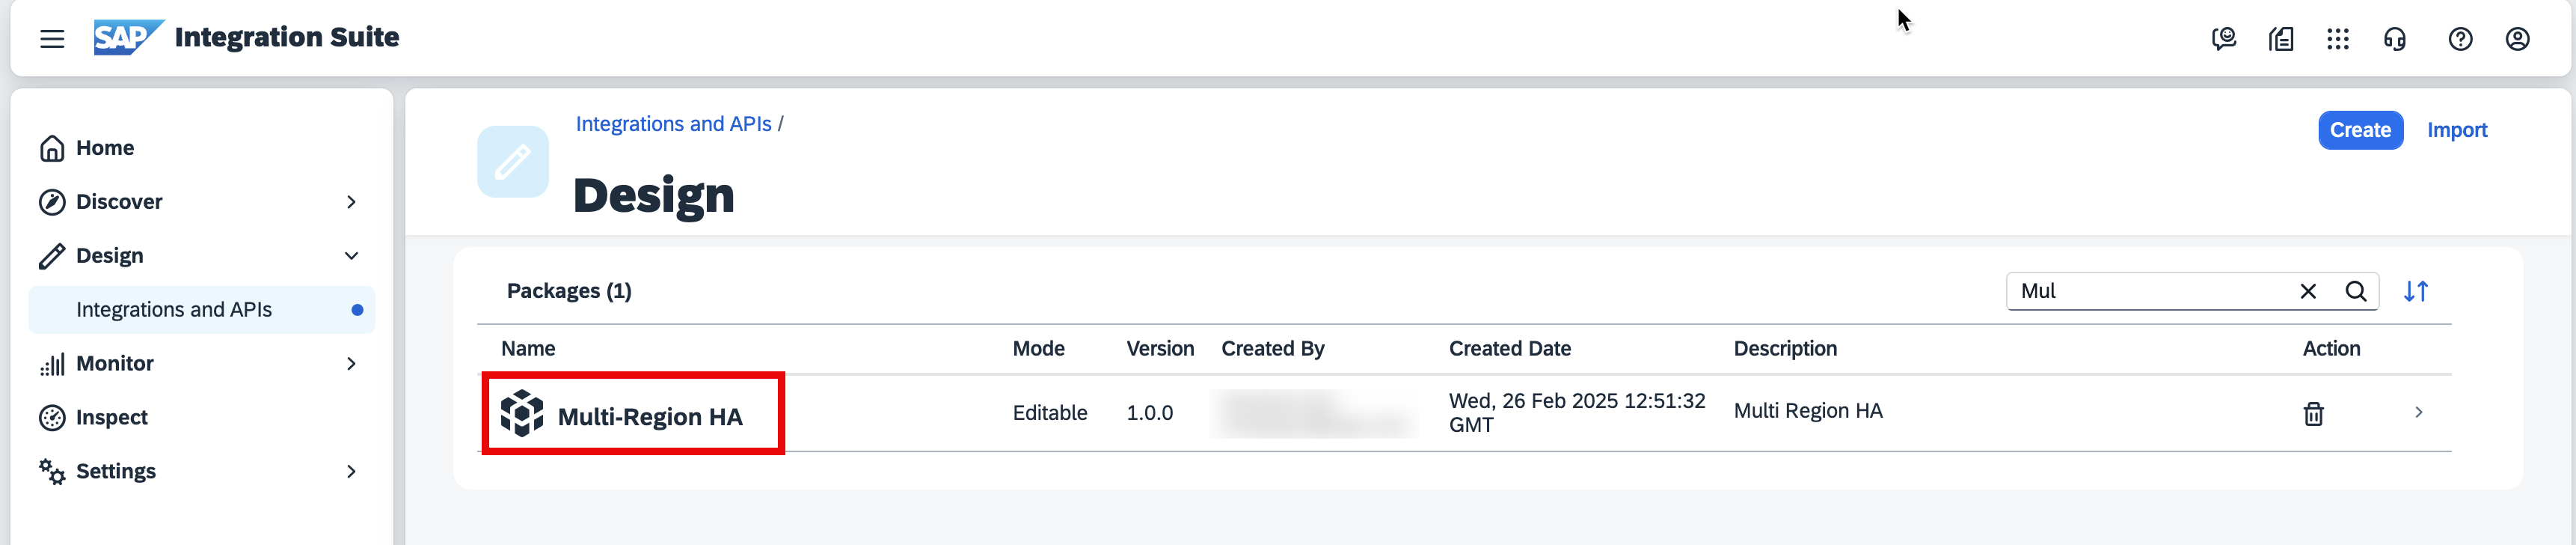 SAP Integration Suite
Home
Discover
Design
Integrations and APIs
Monitor
Inspect
Settings
Integrations and APIs /
Design
Create
Import
Packages (1)
Mul
Name Mode Version Created By Created Date Description Action
Multi-Region HA Editable 1.0.0 Wed, 26 Feb 2025 12:51:32 Multi Region HA
GMT